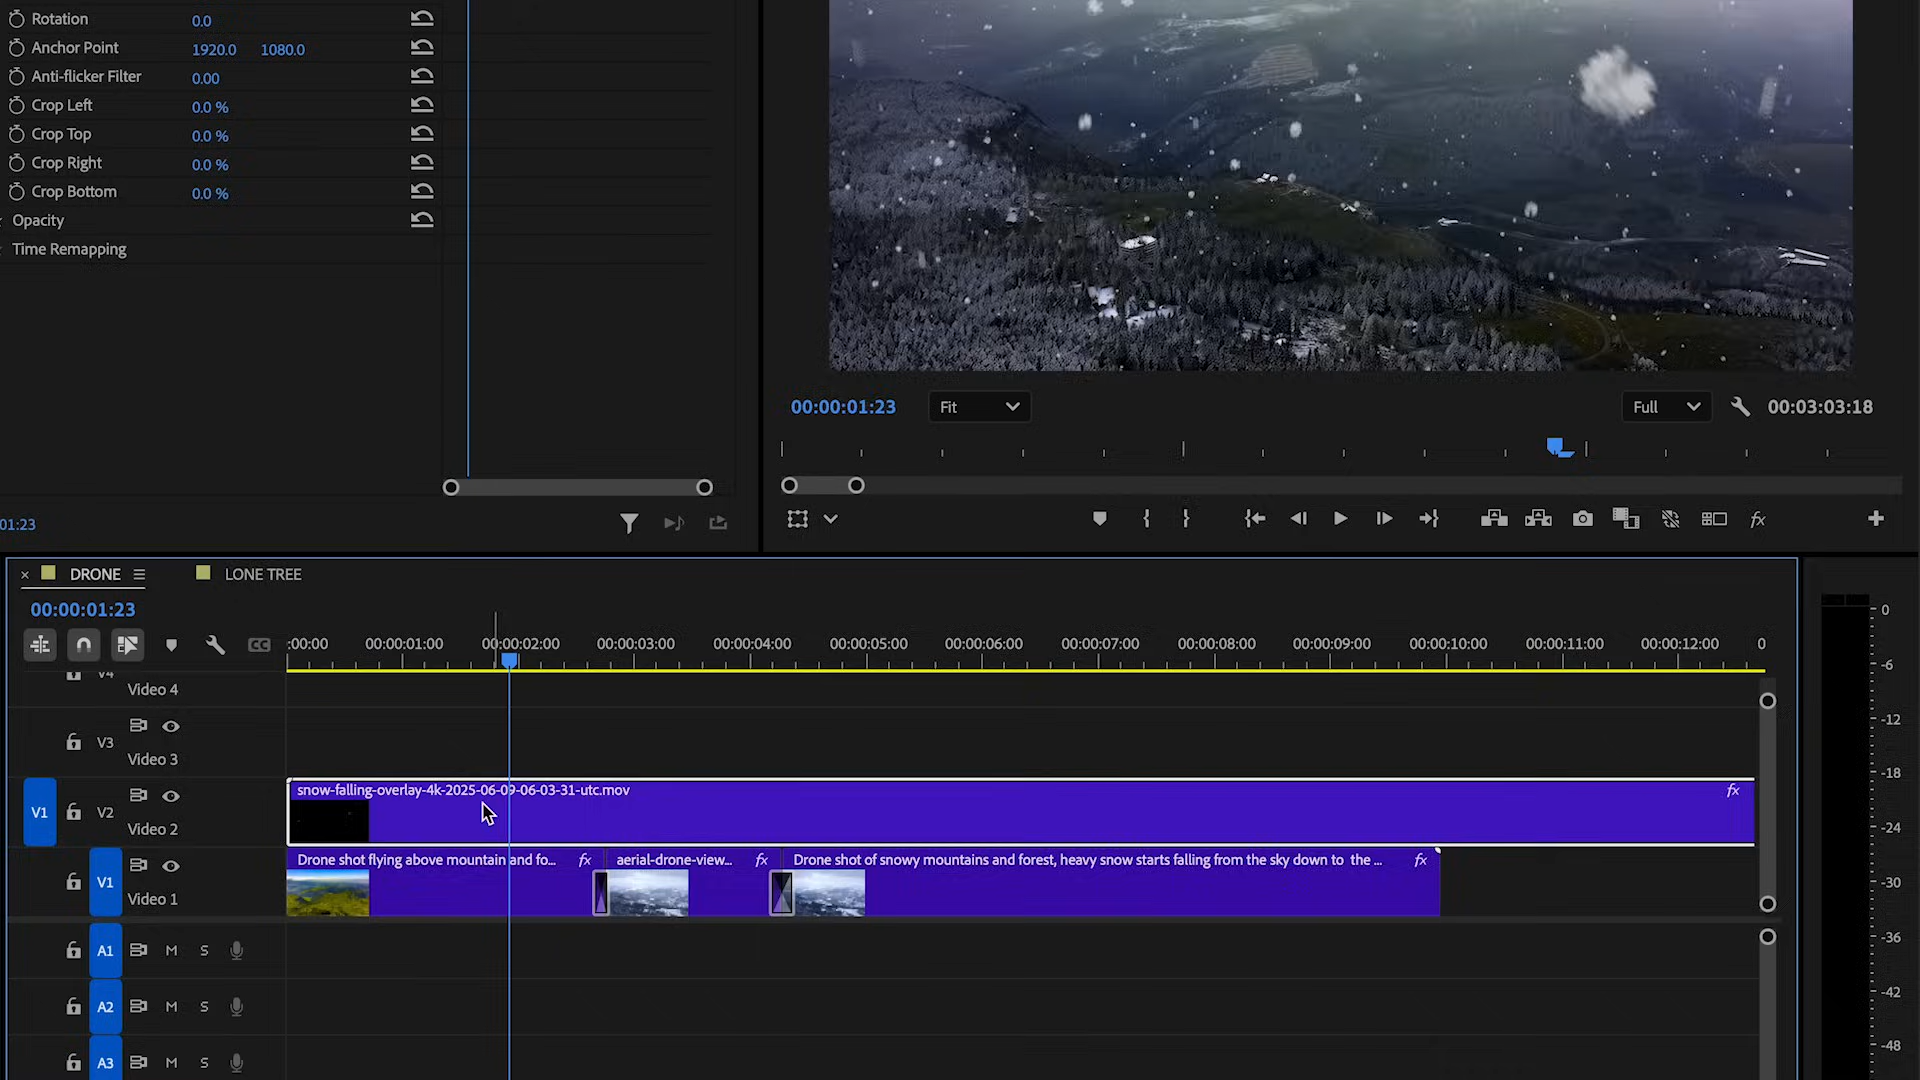 Rotation 0.0
Anchor Point 1920.0 1080.0
Anti-flicker Filter 0.00
Crop Left 0.0 %
Crop Top 0.0 %
Crop Right 0.0 %
Crop Bottom 0.0 %
Opacity
Time Remapping
01:23
00:00:01:23 Fit Full 00:03:03:18
fx
× DRONE LONE TREE
00:00:01:23
CC
:00:00 00:00:01:00 00:00:02:00 00:00:03:00 00:00:04:00 00:00:05:00 00:00:06:00 00:00:07:00 00:00:08:00 00:00:09:00 00:00:10:00 00:00:11:00 00:00:12:00 0
V4 Video 4
V3 Video 3
V1 V2 Video 2
snow-falling-overlay-4k-2025-06-09-06-03-31-utc.mov fx
V1 Video 1
Drone shot flying above mountain and fo... fx aerial-drone-view... fx Drone shot of snowy mountains and forest, heavy snow starts falling from the sky down to the ... fx
A1 M S
A2 M S
A3 M S
0
-6
-12
-18
-24
-30
-36
-42
-48